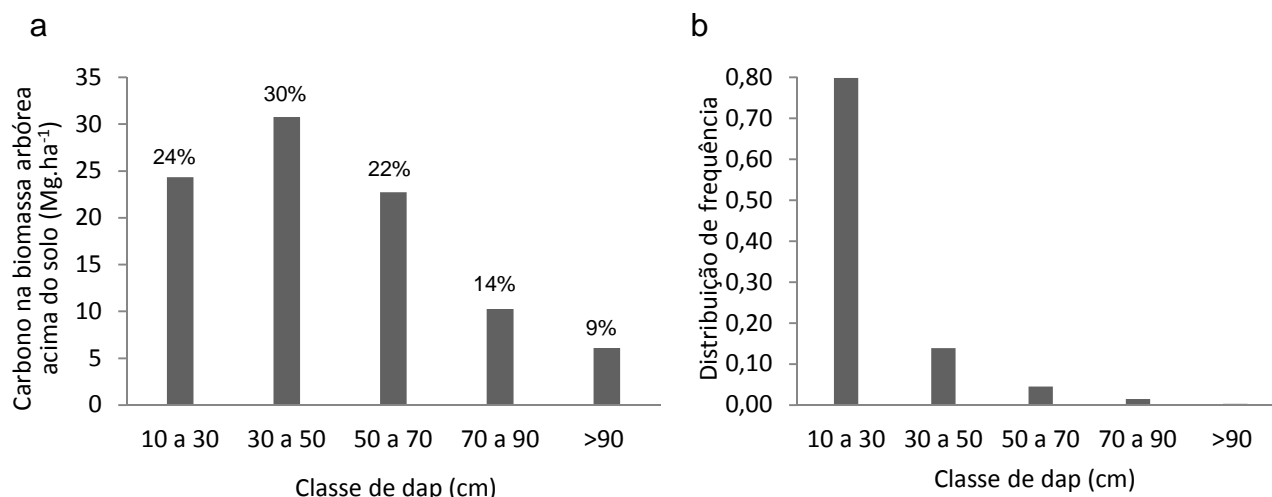 a
Carbono na biomassa arbórea
acima do solo (Mg.ha⁻¹)
35
30
25
20
15
10
5
0
24%
30%
22%
14%
9%
10 a 30
30 a 50
50 a 70
70 a 90
>90
Classe de dap (cm)
b
Distribuição de frequência
0,80
0,70
0,60
0,50
0,40
0,30
0,20
0,10
0,00
10 a 30
30 a 50
50 a 70
70 a 90
>90
Classe de dap (cm)